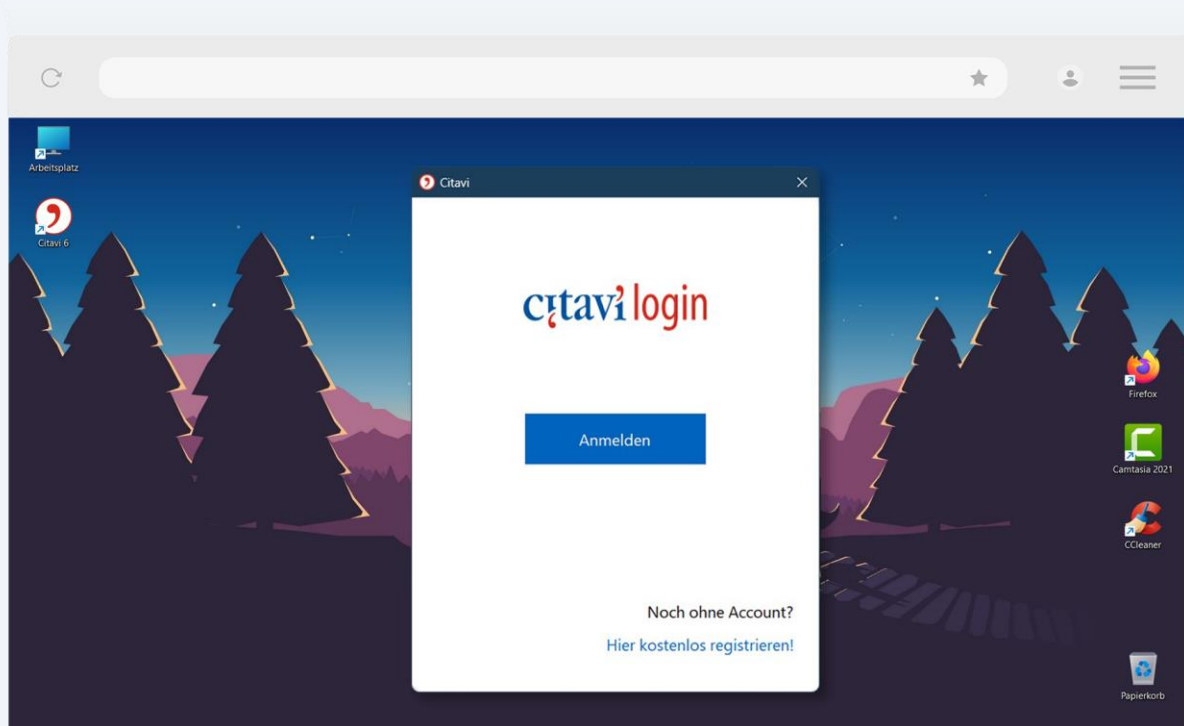 Arbeitsplatz
Citavi 6
Citavi
citavi login
Anmelden
Noch ohne Account?
Hier kostenlos registrieren!
Firefox
Camtasia 2021
CCleaner
Papierkorb